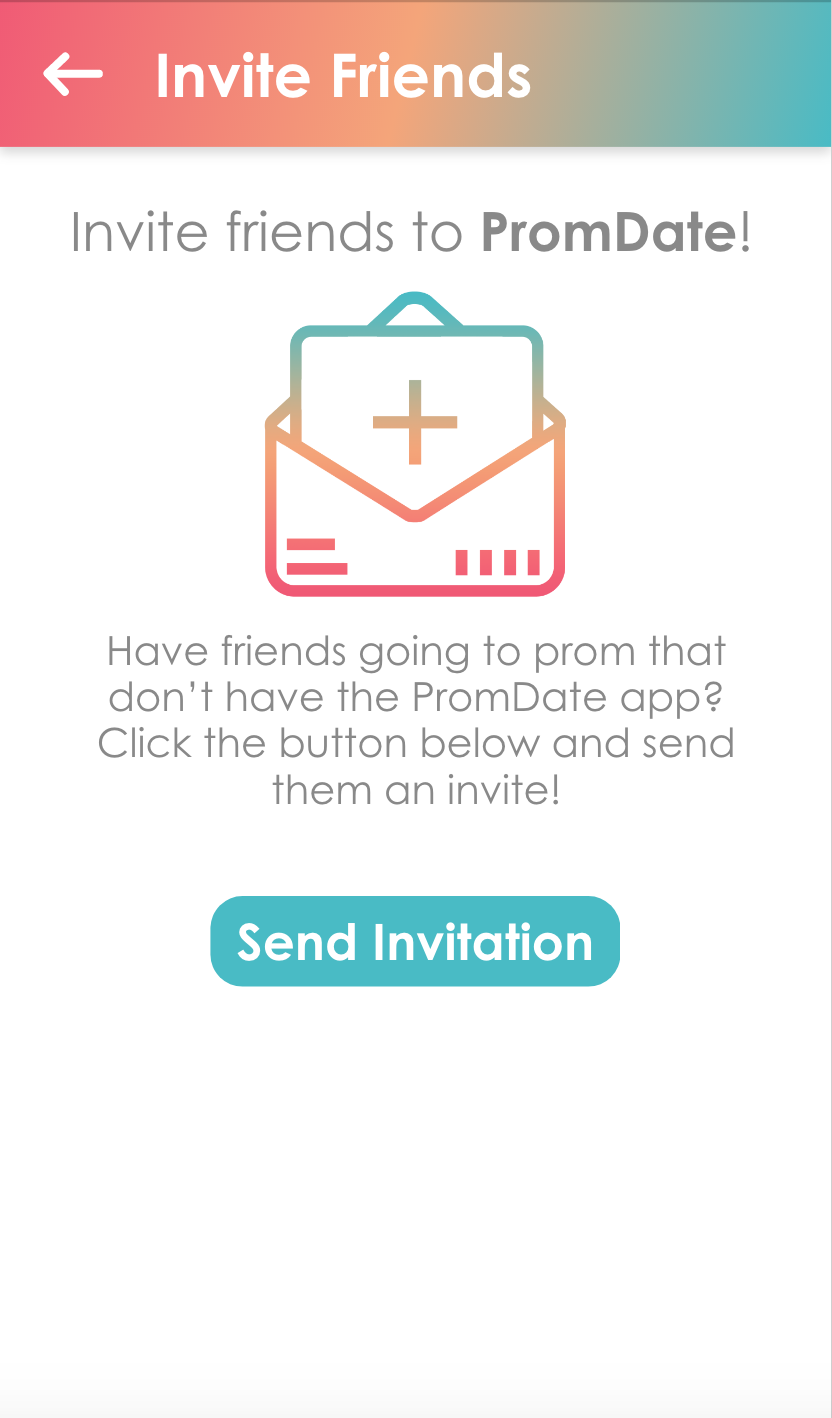 Invite Friends
Invite friends to PromDate!
Have friends going to prom that
don’t have the PromDate app?
Click the button below and send
them an invite!
Send Invitation